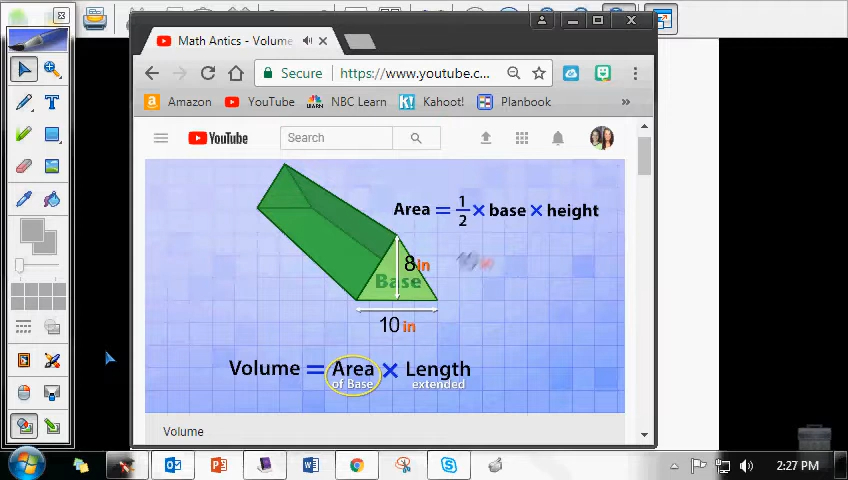 Math Antics - Volume
Secure https://www.youtube.c...
Amazon YouTube NBC Learn Kahoot! Planbook »
YouTube Search
Area = 1/2 × base × height
8 in
Base
10 in
Volume = Area × Length
of Base extended
Volume
2:27 PM